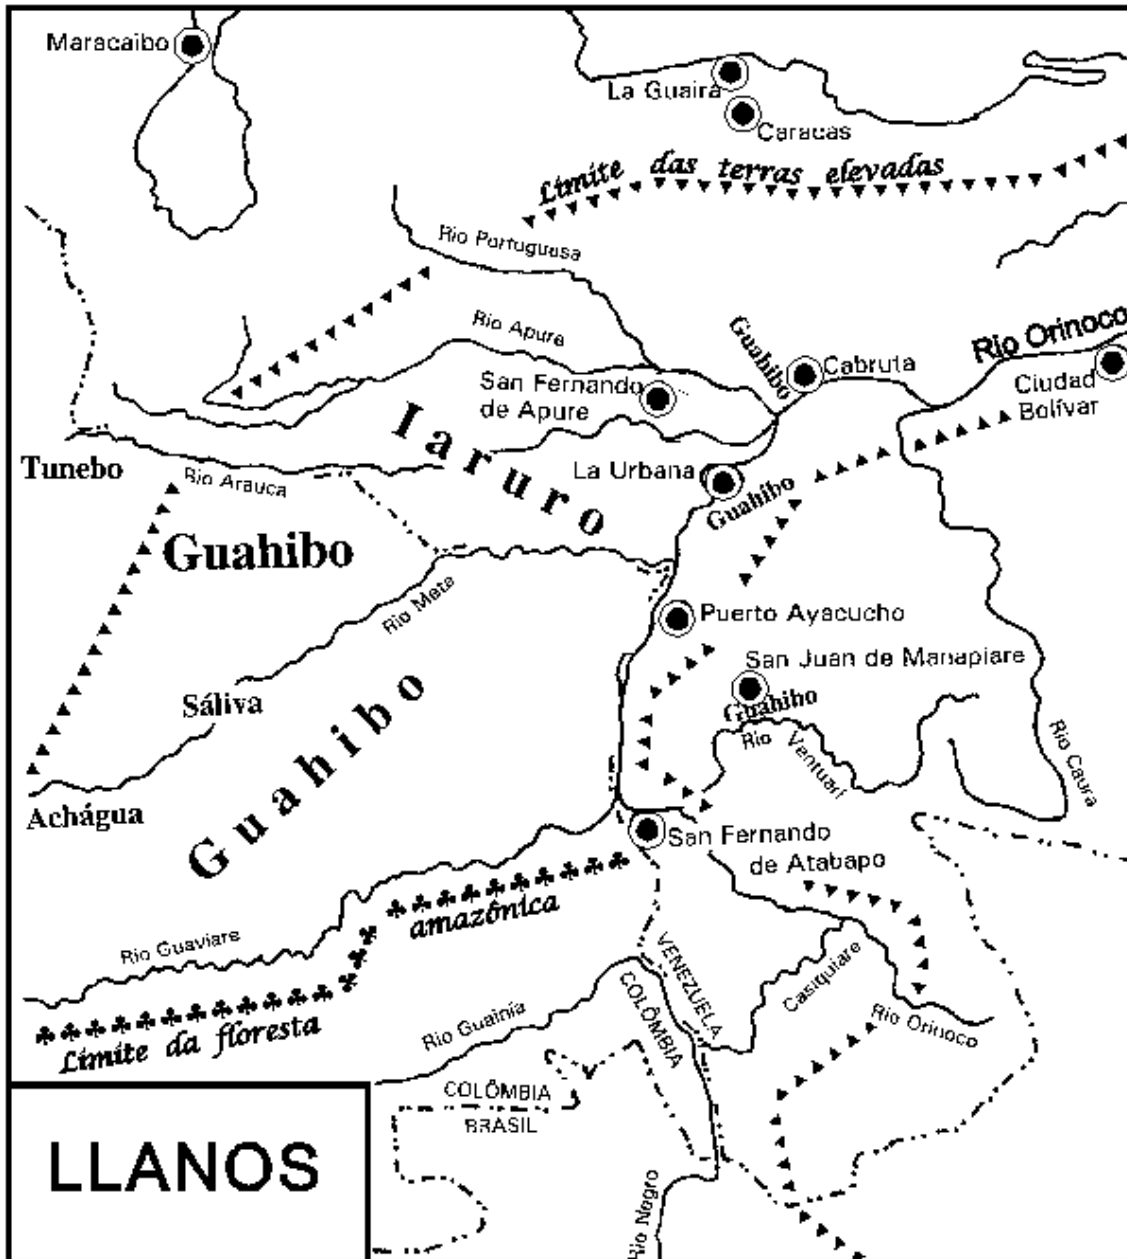 Maracaibo
La Guaira
Caracas
Límite das terras elevadas
Rio Portuguesa
Rio Apure
Guahibo
Cabruta
Rio Orinoco
Ciudad
Bolívar
San Fernando
de Apure
Iaruro
Tunebo
Rio Arauca
La Urbana
Guahibo
Guahibo
Rio Meta
Puerto Ayacucho
San Juan de Manapiare
Guahibo
Rio Ventuari
Rio Caura
Sáliva
Guahibo
Achágua
San Fernando
de Atabapo
amazônica
Rio Guaviare
Límite da floresta
VENEZUELA
COLÔMBIA
Casiquiare
Rio Orinoco
Rio Guainía
COLÔMBIA
BRASIL
Rio Negro
LLANOS